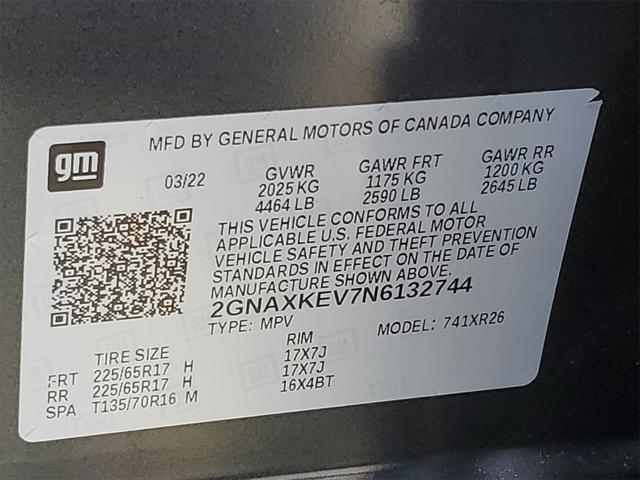 MFD BY GENERAL MOTORS OF CANADA COMPANY
gm
03/22 GVWR GAWR FRT GAWR RR
2025 KG 1175 KG 1200 KG
4464 LB 2590 LB 2645 LB
THIS VEHICLE CONFORMS TO ALL
APPLICABLE U.S. FEDERAL MOTOR
VEHICLE SAFETY AND THEFT PREVENTION
STANDARDS IN EFFECT ON THE DATE OF
MANUFACTURE SHOWN ABOVE.
2GNAXKEV7N6132744
TYPE: MPV MODEL: 741XR26
TIRE SIZE RIM
FRT 225/65R17 H 17X7J
RR 225/65R17 H 17X7J
SPA T135/70R16 M 16X4BT